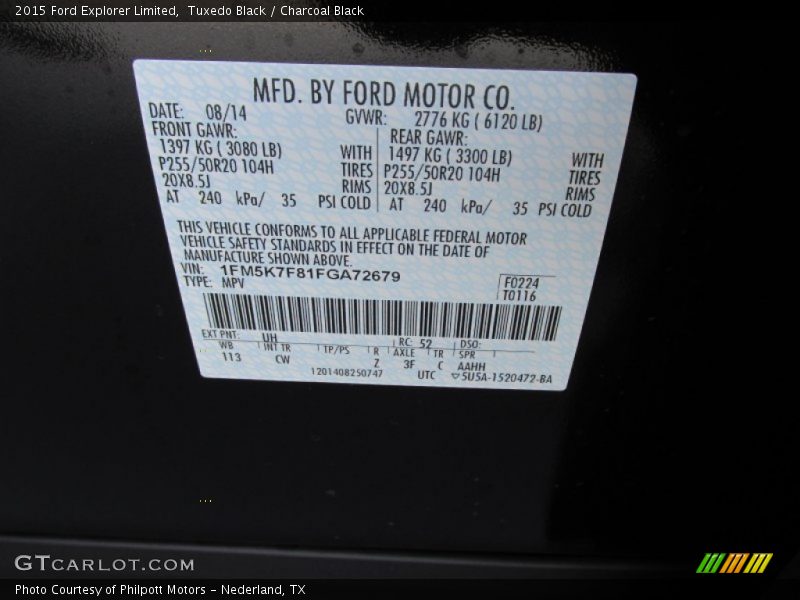 2015 Ford Explorer Limited, Tuxedo Black / Charcoal Black
MFD. BY FORD MOTOR CO.
DATE: 08/14 GVWR: 2776 KG ( 6120 LB)
FRONT GAWR: REAR GAWR:
1397 KG ( 3080 LB) WITH 1497 KG ( 3300 LB) WITH
P255/50R20 104H TIRES P255/50R20 104H TIRES
20X8.5J RIMS 20X8.5J RIMS
AT 240 kPa/ 35 PSI COLD AT 240 kPa/ 35 PSI COLD
THIS VEHICLE CONFORMS TO ALL APPLICABLE FEDERAL MOTOR
VEHICLE SAFETY STANDARDS IN EFFECT ON THE DATE OF
MANUFACTURE SHOWN ABOVE.
VIN: 1FM5K7F81FGA72679 F0224
TYPE: MPV T0116
EXT PNT: UH RC: 52 DSO:
WB INT TR TP/PS R AXLE TR SPR
113 CW Z 3F C AAHH
1201408250747 UTC 5U5A-1520472-BA
GTCARLOT.COM
Photo Courtesy of Philpott Motors - Nederland, TX